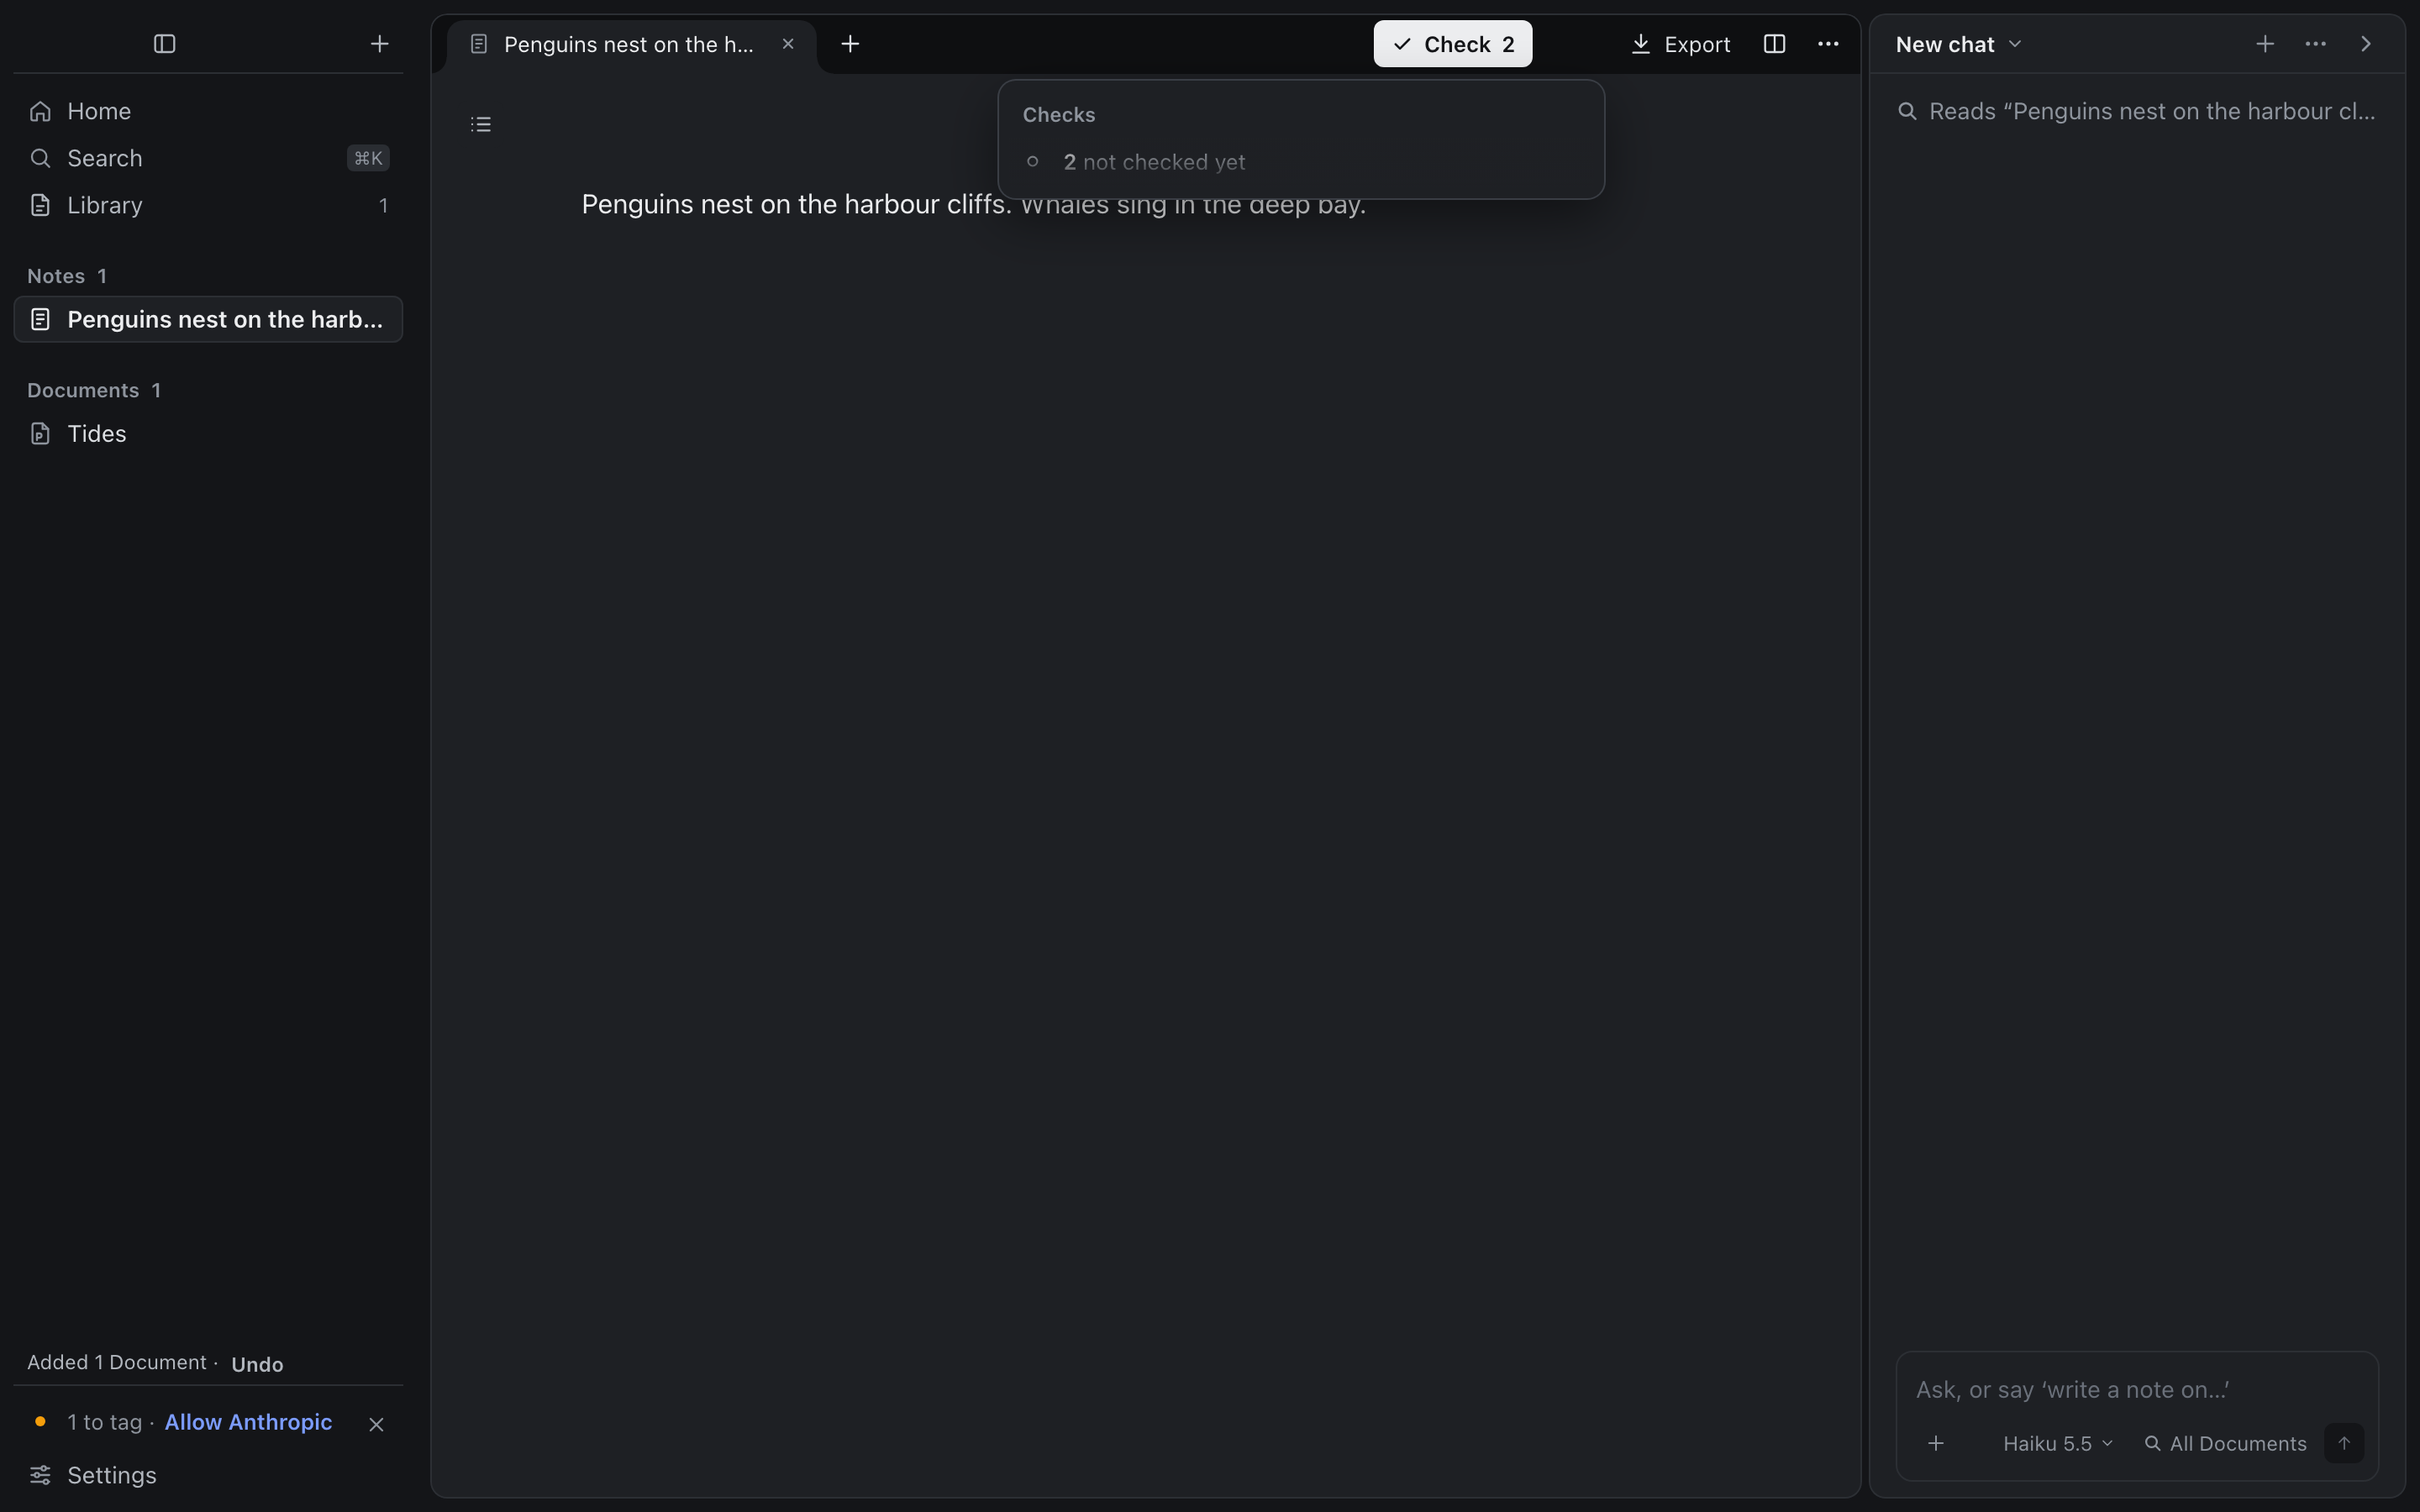 Penguins nest on the h...
Check 2
Export
New chat
Home
Search ⌘K
Library 1
Notes 1
Penguins nest on the harb...
Documents 1
Tides
Checks
2 not checked yet
Penguins nest on the harbour cliffs. Whales sing in the deep bay.
Reads “Penguins nest on the harbour cl...
Added 1 Document · Undo
1 to tag · Allow Anthropic
Settings
Ask, or say ‘write a note on...’
Haiku 5.5
All Documents